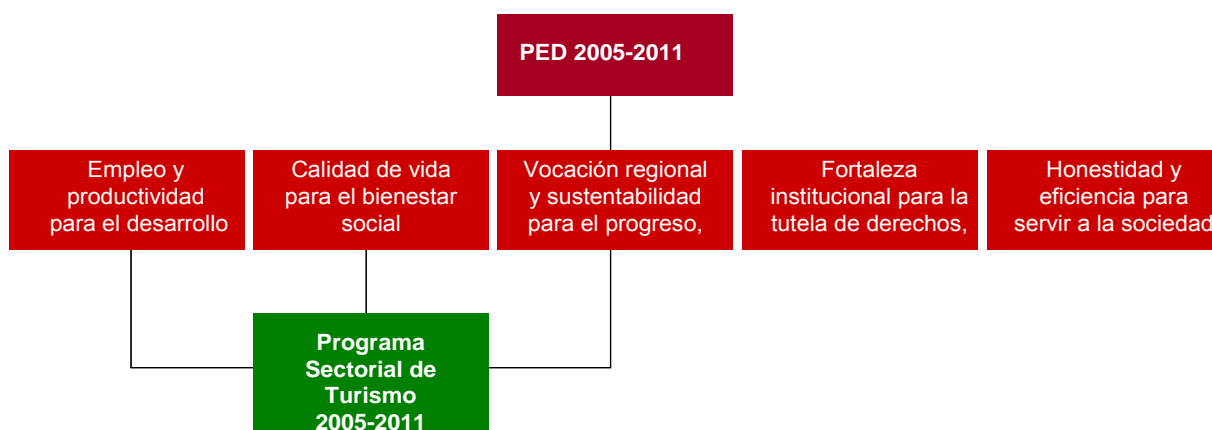 PED 2005-2011
Empleo y
productividad
para el desarrollo
Calidad de vida
para el bienestar
social
Vocación regional
y sustentabilidad
para el progreso,
Fortaleza
institucional para la
tutela de derechos,
Honestidad y
eficiencia para
servir a la sociedad
Programa
Sectorial de
Turismo
2005-2011